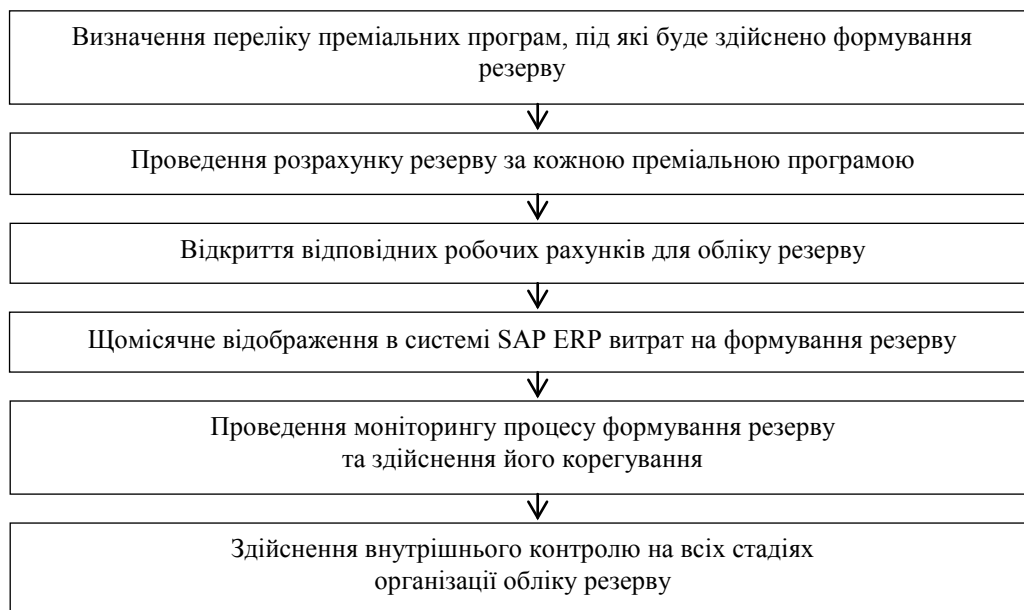 Визначення переліку преміальних програм, під які буде здійснено формування
резерву
Проведення розрахунку резерву за кожною преміальною програмою
Відкриття відповідних робочих рахунків для обліку резерву
Щомісячне відображення в системі SAP ERP витрат на формування резерву
Проведення моніторингу процесу формування резерву
та здійснення його корегування
Здійснення внутрішнього контролю на всіх стадіях
організації обліку резерву